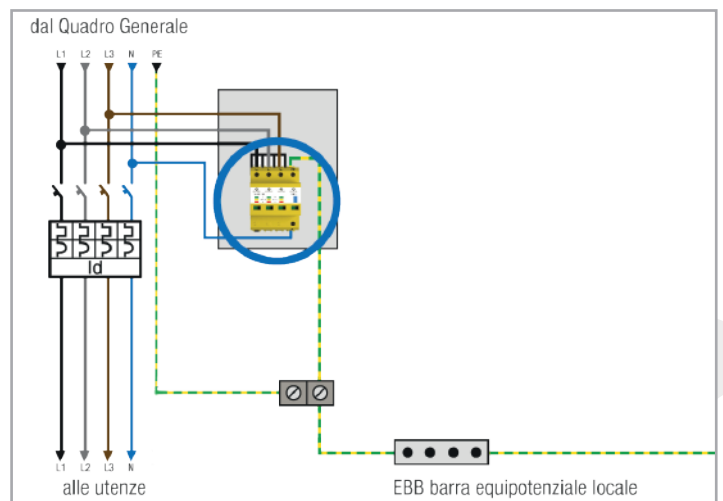 dal Quadro Generale
L1 L2 L3 N PE
Id
L1 L2 L3 N
alle utenze
EBB barra equipotenziale locale